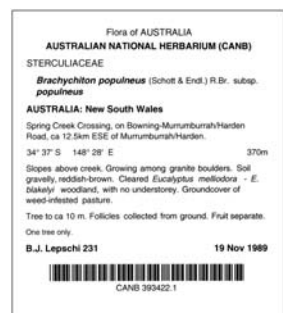 Flora of AUSTRALIA
AUSTRALIAN NATIONAL HERBARIUM (CANB)
STERCULIACEAE
Brachychiton populneus (Schott & Endl.) R.Br. subsp.
populneus
AUSTRALIA: New South Wales
Spring Creek Crossing, on Bowning-Murrumburrah/Harden
Road, ca 12.5km ESE of Murrumburrah/Harden.
34° 37' S 148° 28' E 370m
Slopes above creek. Growing among granite boulders. Soil
gravelly, reddish-brown. Cleared Eucalyptus melliodora - E.
blakelyi woodland, with no understorey. Groundcover of
weed-infested pasture.
Tree to ca 10 m. Follicles collected from ground. Fruit separate.
One tree only.
B.J. Lepschi 231 19 Nov 1989
CANB 393422.1